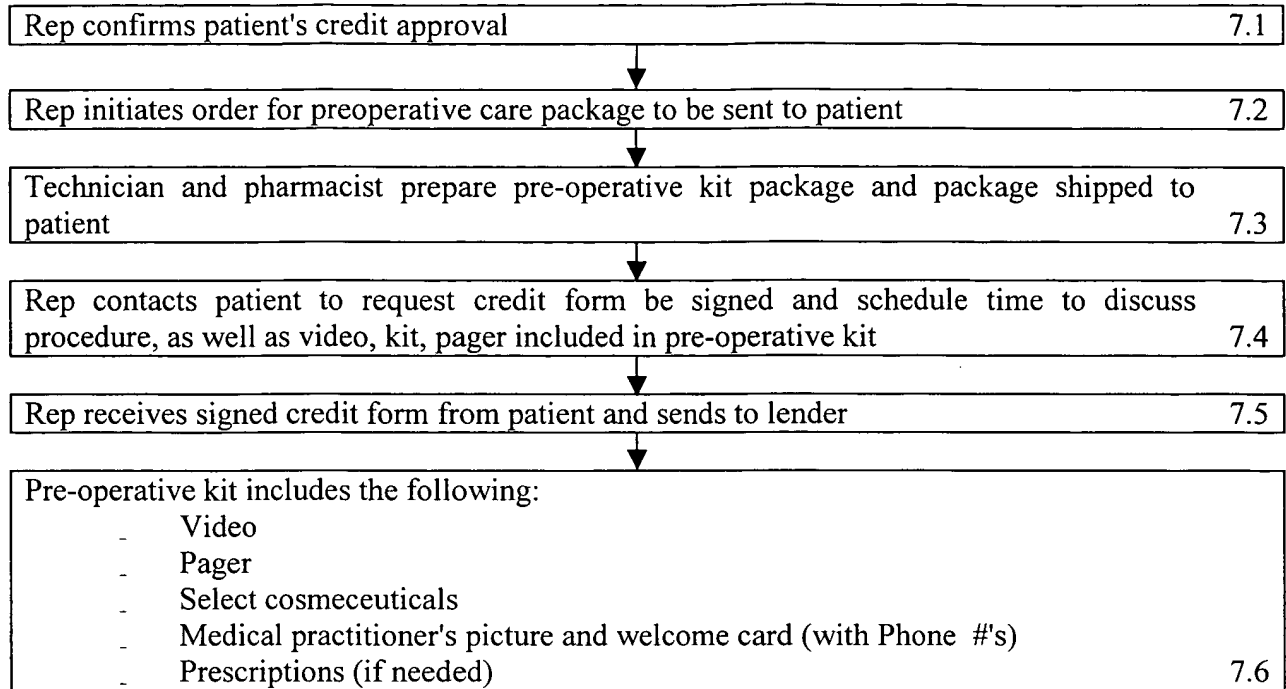 Rep confirms patient's credit approval 7.1
Rep initiates order for preoperative care package to be sent to patient 7.2
Technician and pharmacist prepare pre-operative kit package and package shipped to
patient 7.3
Rep contacts patient to request credit form be signed and schedule time to discuss
procedure, as well as video, kit, pager included in pre-operative kit 7.4
Rep receives signed credit form from patient and sends to lender 7.5
Pre-operative kit includes the following:
- Video
- Pager
- Select cosmeceuticals
- Medical practitioner's picture and welcome card (with Phone #'s)
- Prescriptions (if needed) 7.6